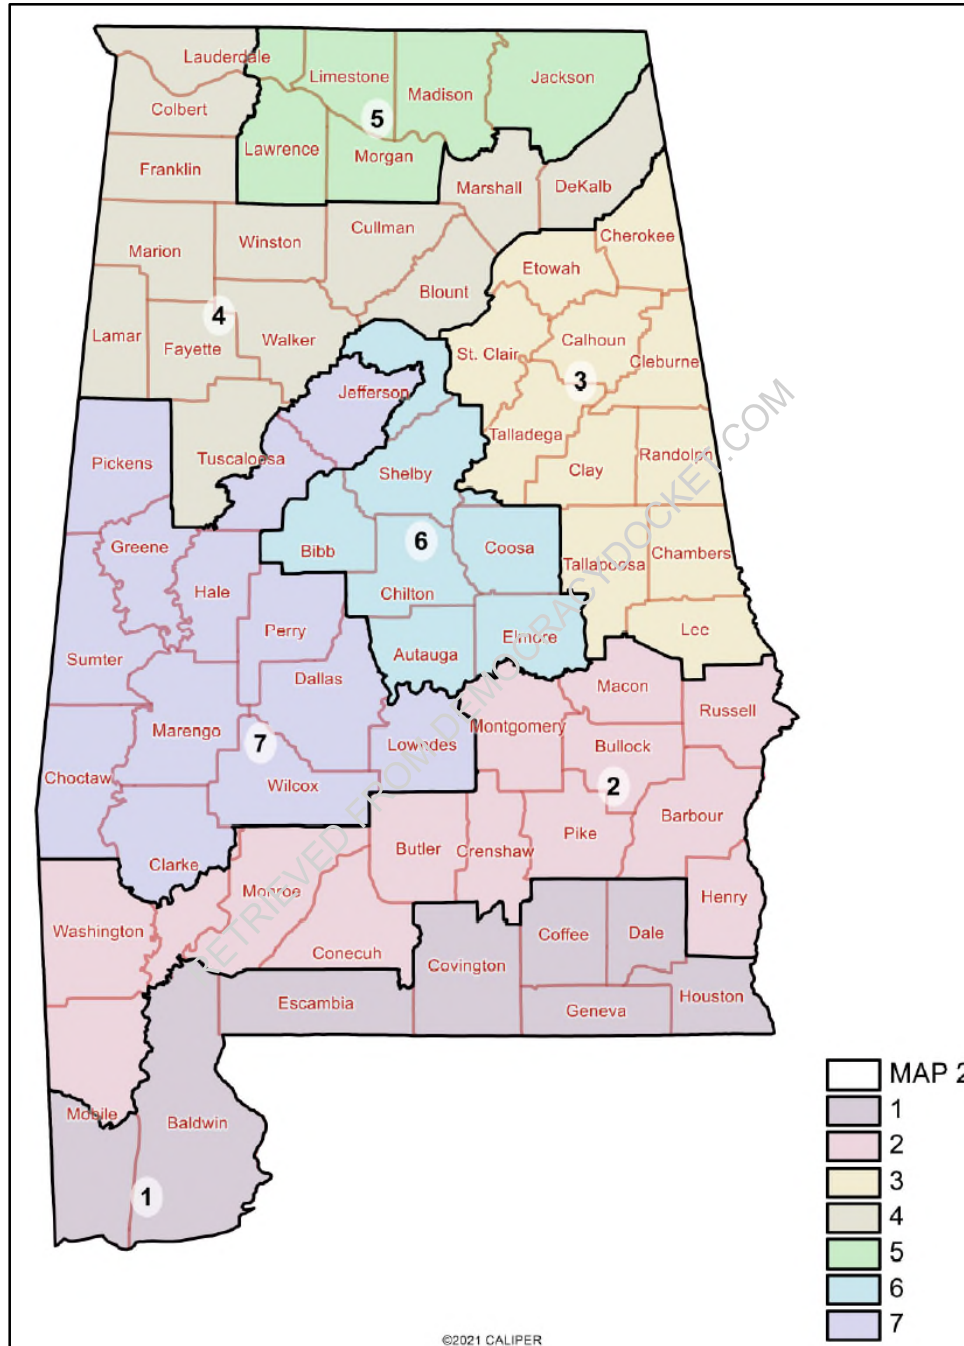 Lauderdale
Limestone
Madison
Jackson
Colbert
5
Lawrence
Morgan
Franklin
Marshall
DeKalb
Cullman
Winston
Marion
Cherokee
Etowah
Blount
4
Lamar
Walker
Fayette
St. Clair
Calhoun
Cleburne
3
Jefferson
Talladega
Randolph
Pickens
Tuscaloosa
Shelby
Clay
Greene
6
Coosa
Bibb
Chambers
Tallapoosa
Hale
Chilton
Perry
Lee
Elmore
Autauga
Sumter
Dallas
Macon
Russell
Marengo
Montgomery
7
Lowndes
Bullock
Choctaw
Wilcox
2
Barbour
Pike
Butler
Crenshaw
Clarke
Monroe
Henry
Washington
Coffee
Dale
Conecuh
Covington
Escambia
Geneva
Houston
Mobile
Baldwin
1
RETRIEVED FROM DEMOCRACYDOCKET.COM
MAP 2
1
2
3
4
5
6
7
©2021 CALIPER